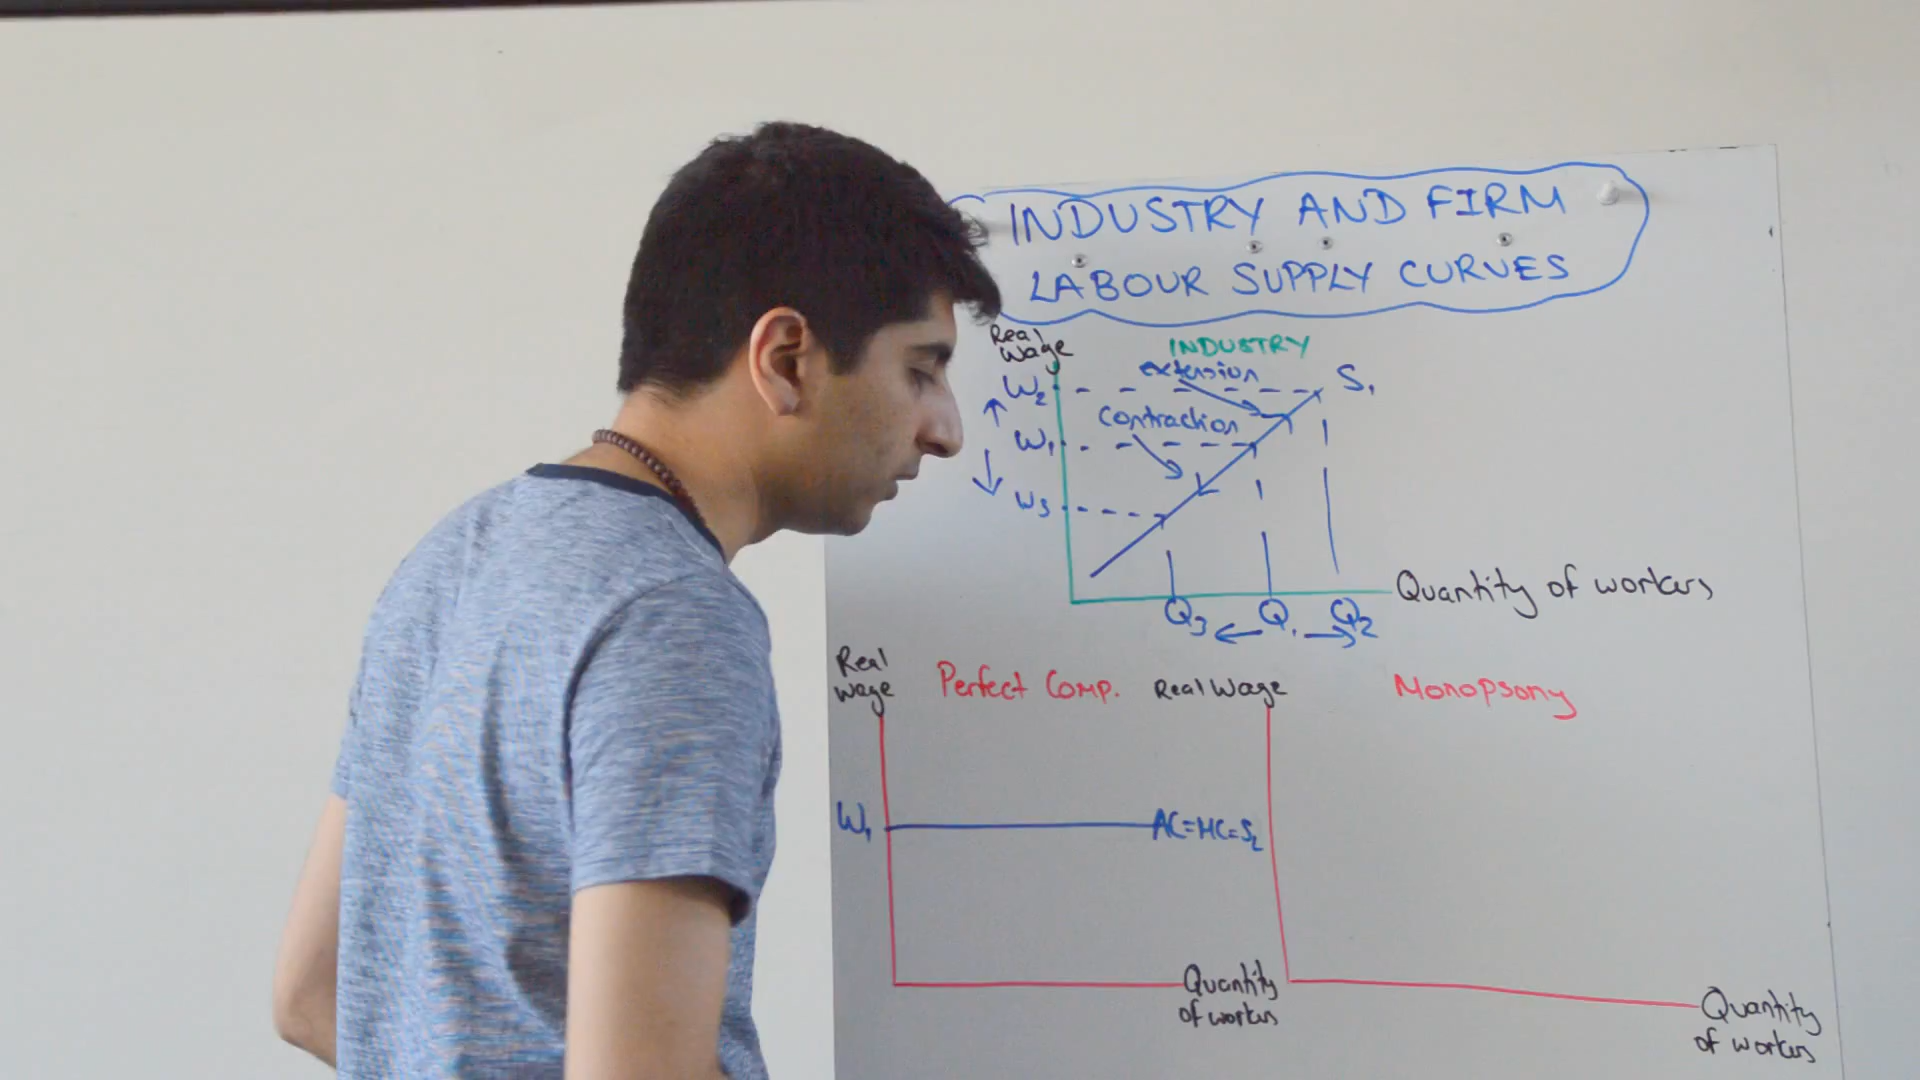 INDUSTRY AND FIRM
LABOUR SUPPLY CURVES
Real
Wage
INDUSTRY
extension
S1
W2
Contraction
W1
W3
Quantity of workers
Q3 Q1 Q2
Real
Wage
Perfect Comp.
Real Wage
Monopsony
W1
AC=MC=SL
Quantity
of workers
Quantity
of workers